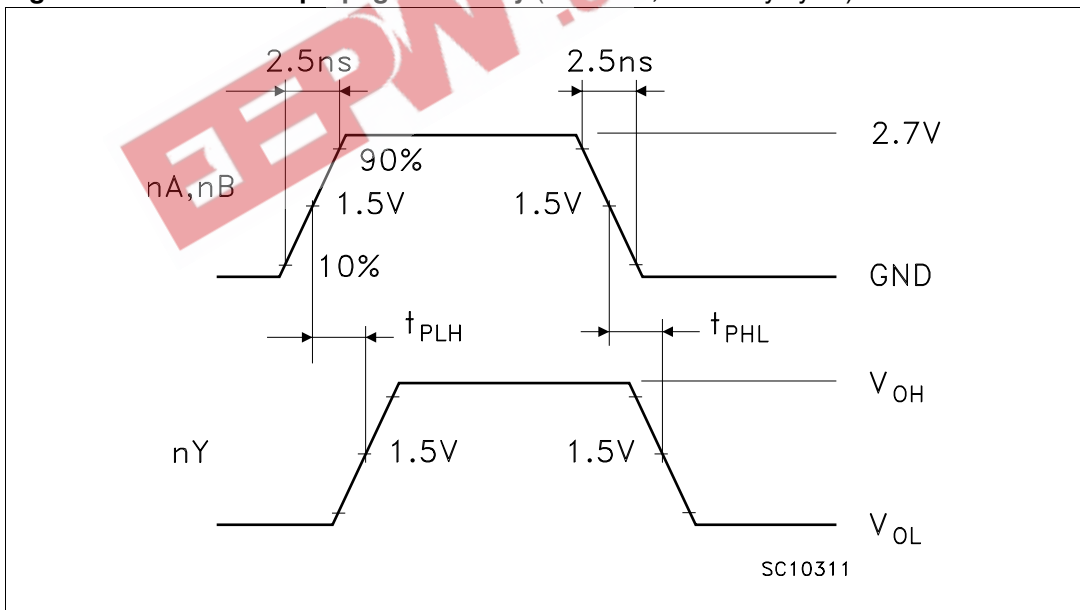 2.5ns 2.5ns
EEPW.c
2.7V
90%
nA,nB 1.5V 1.5V
10% GND
tPLH tPHL
VOH
nY 1.5V 1.5V
VOL
SC10311